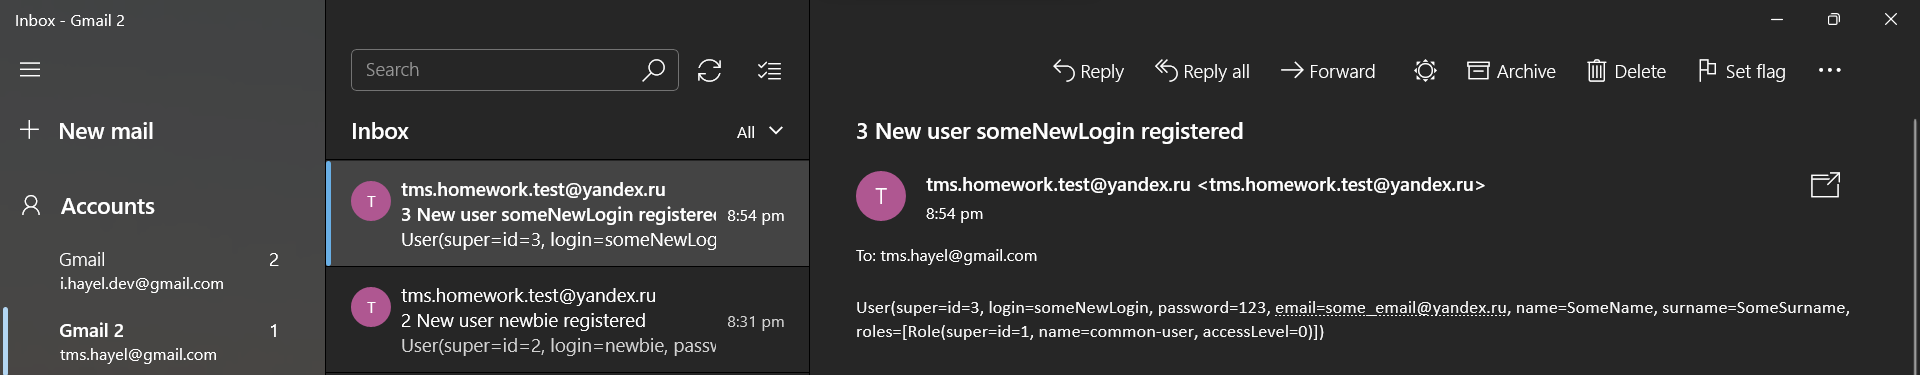 Inbox - Gmail 2
New mail
Accounts
Gmail 2
i.hayel.dev@gmail.com
Gmail 2 1
tms.hayel@gmail.com
Search
Inbox All
T
tms.homework.test@yandex.ru
3 New user someNewLogin registered 8:54 pm
User(super=id=3, login=someNewLog
T
tms.homework.test@yandex.ru
2 New user newbie registered 8:31 pm
User(super=id=2, login=newbie, passw
Reply Reply all Forward Archive Delete Set flag
3 New user someNewLogin registered
T
tms.homework.test@yandex.ru <tms.homework.test@yandex.ru>
8:54 pm
To: tms.hayel@gmail.com
User(super=id=3, login=someNewLogin, password=123, email=some_email@yandex.ru, name=SomeName, surname=SomeSurname,
roles=[Role(super=id=1, name=common-user, accessLevel=0)])